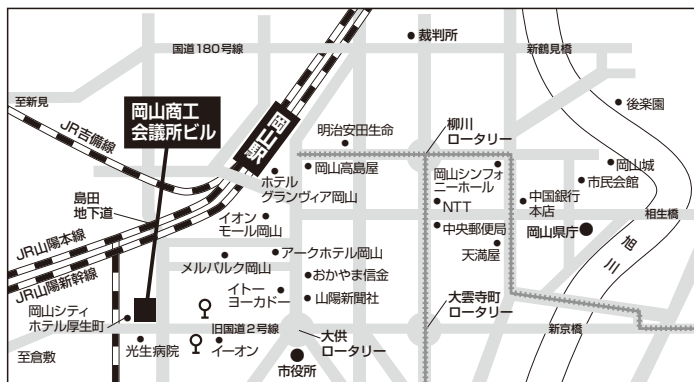 裁判所
国道180号線
新鶴見橋
至新見
後楽園
岡山商工
会議所ビル
岡山駅
JR吉備線
明治安田生命
柳川
ロータリー
岡山高島屋
岡山シンフォ
ニーホール
岡山城
市民会館
ホテル
グランヴィア岡山
島田
地下道
NTT
中国銀行
本店
相生橋
イオン
モール岡山
中央郵便局
岡山県庁
旭川
JR山陽本線
天満屋
アークホテル岡山
メルパルク岡山
JR山陽新幹線
おかやま信金
イトー
ヨーカドー
山陽新聞社
大雲寺町
ロータリー
岡山シティ
ホテル厚生町
旧国道2号線
大供
ロータリー
新京橋
光生病院
イーオン
至倉敷
市役所